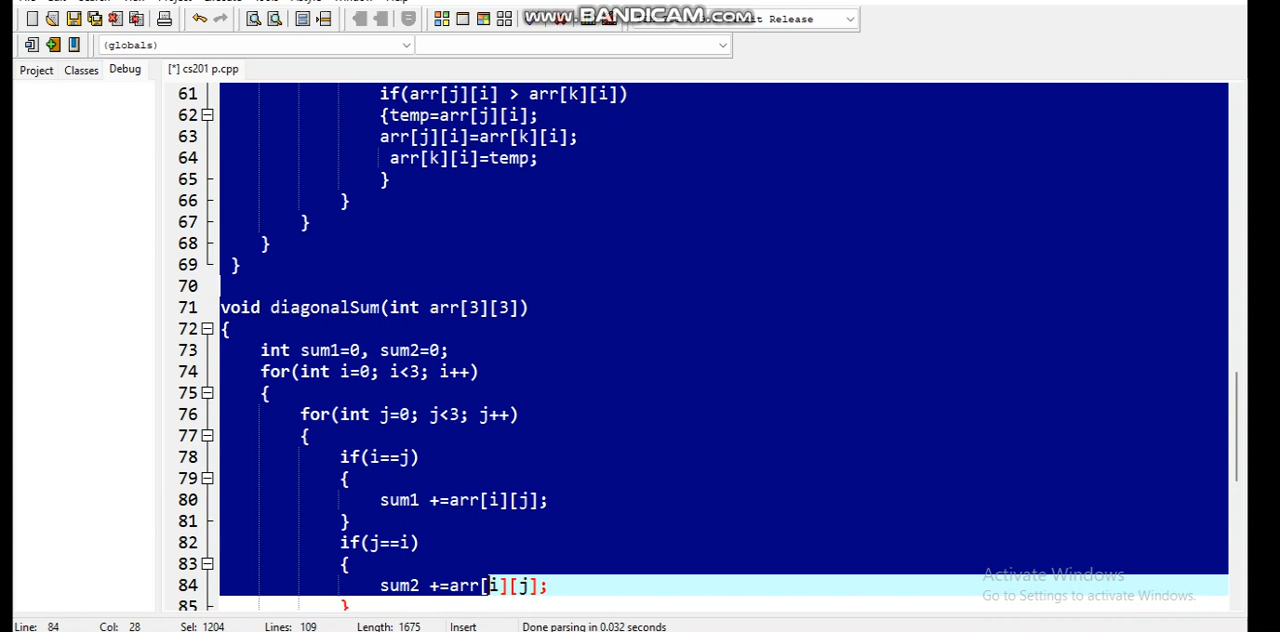 www.BANDICAM.com
Release
(globals)
Project Classes Debug
[*] cs201 p.cpp
61 if(arr[j][i] > arr[k][i])
62 {temp=arr[j][i];
63 arr[j][i]=arr[k][i];
64 arr[k][i]=temp;
65 }
66 }
67 }
68 }
69 }
70
71 void diagonalSum(int arr[3][3])
72 {
73 int sum1=0, sum2=0;
74 for(int i=0; i<3; i++)
75 {
76 for(int j=0; j<3; j++)
77 {
78 if(i==j)
79 {
80 sum1 +=arr[i][j];
81 }
82 if(j==i)
83 {
84 sum2 +=arr[i][j];
85 }
Activate Windows
Go to Settings to activate Windows.
Line: 84 Col: 28 Sel: 1204 Lines: 109 Length: 1675 Insert Done parsing in 0.032 seconds